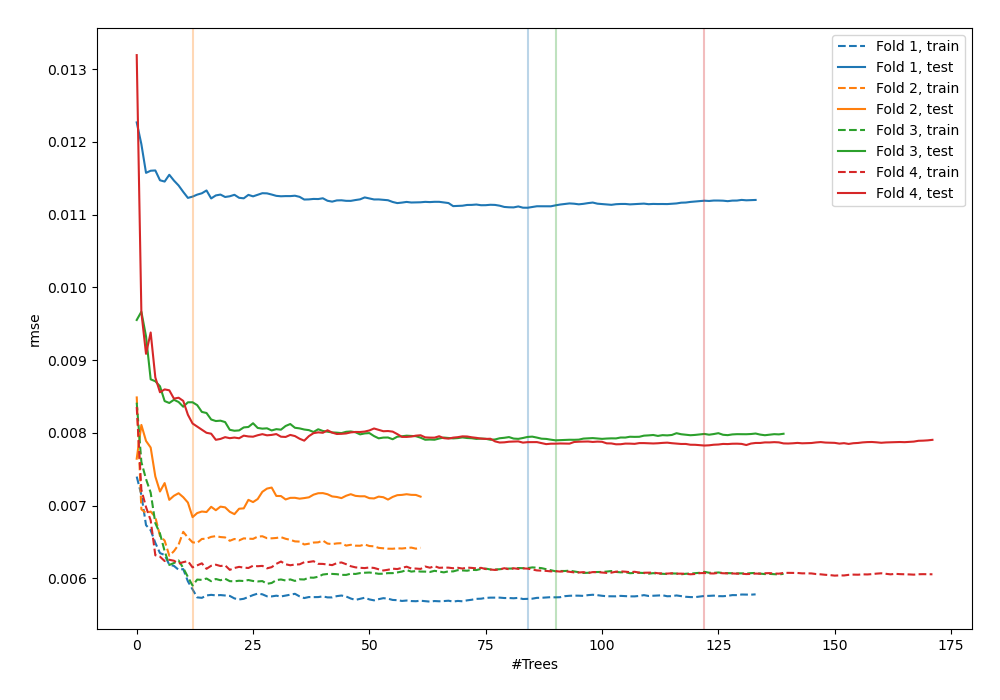 0.013
0.012
0.011
0.010
0.009
0.008
0.007
0.006
rmse
0
25
50
75
100
125
150
175
#Trees
Fold 1, train
Fold 1, test
Fold 2, train
Fold 2, test
Fold 3, train
Fold 3, test
Fold 4, train
Fold 4, test